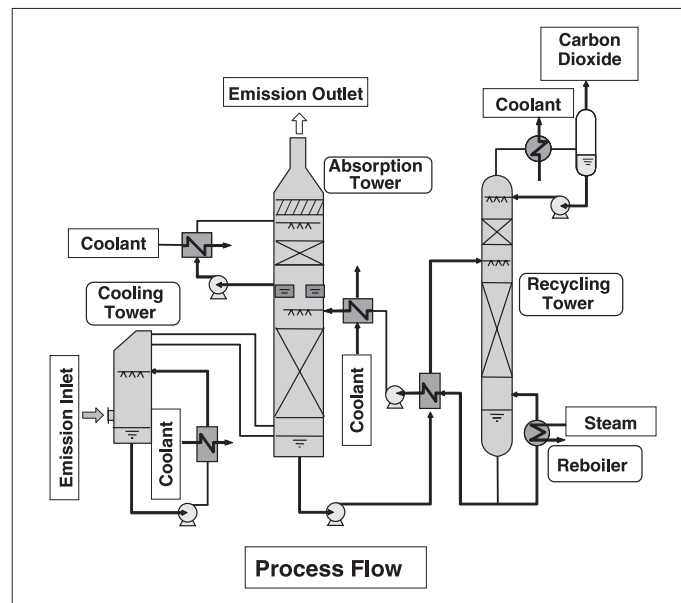 Carbon
Dioxide
Emission Outlet
Coolant
Absorption
Tower
Coolant
Cooling
Tower
Recycling
Tower
Emission Inlet
Coolant
Coolant
Steam
Reboiler
Process Flow